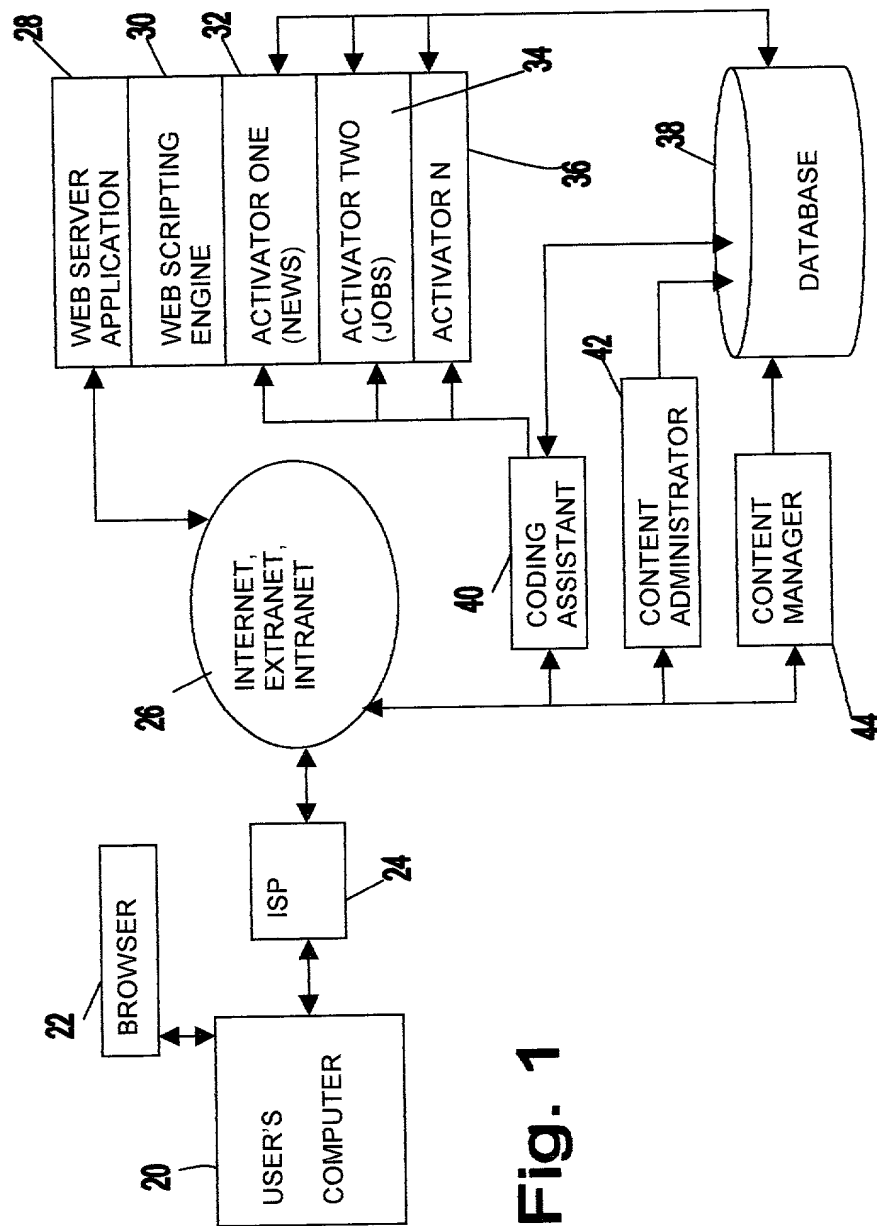 28
WEB SERVER
APPLICATION
30
WEB SCRIPTING
ENGINE
32
ACTIVATOR ONE
(NEWS)
34
ACTIVATOR TWO
(JOBS)
36
ACTIVATOR N
26
INTERNET,
EXTRANET,
INTRANET
22
BROWSER
24
ISP
20
USER'S
COMPUTER
40
CODING
ASSISTANT
42
CONTENT
ADMINISTRATOR
44
CONTENT
MANAGER
38
DATABASE
Fig. 1